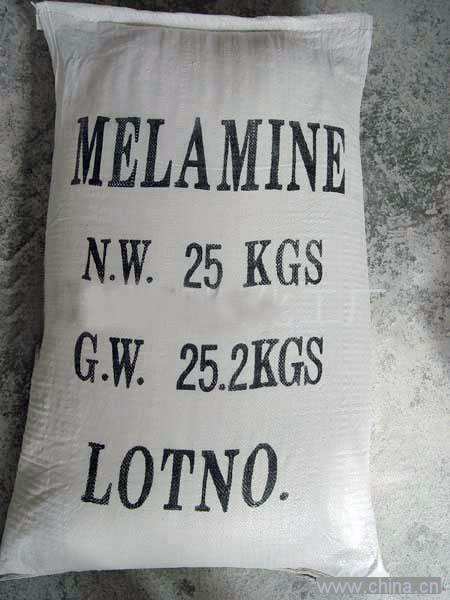 MELAMINE
N.W. 25 KGS
G.W. 25.2KGS
LOTNO.
www.china.cn